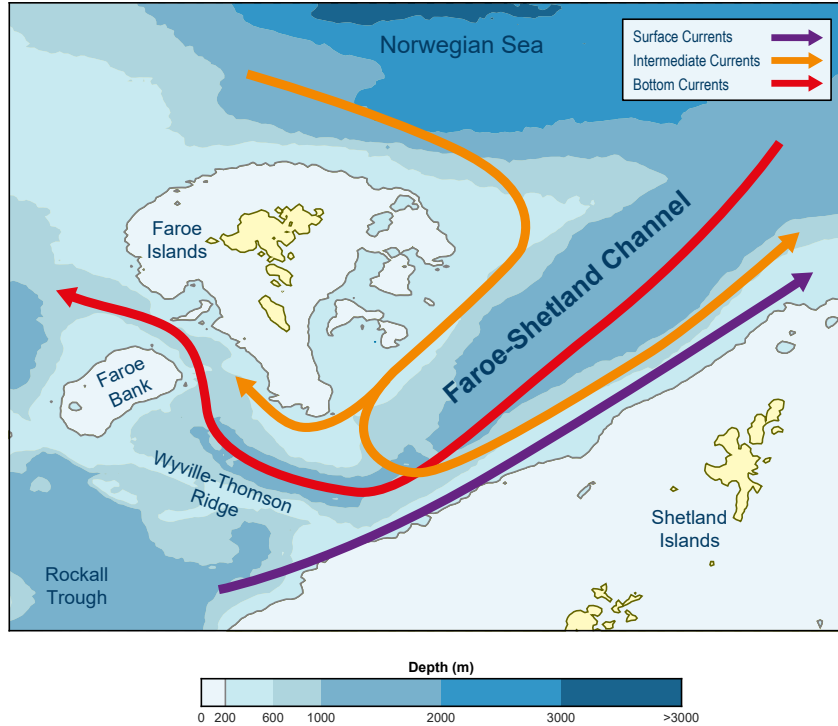 Norwegian Sea
Surface Currents
Intermediate Currents
Bottom Currents
Faroe
Islands
Faroe-Shetland Channel
Faroe
Bank
Wyville-Thomson
Ridge
Shetland
Islands
Rockall
Trough
Depth (m)
0 200 600 1000 2000 3000 >3000